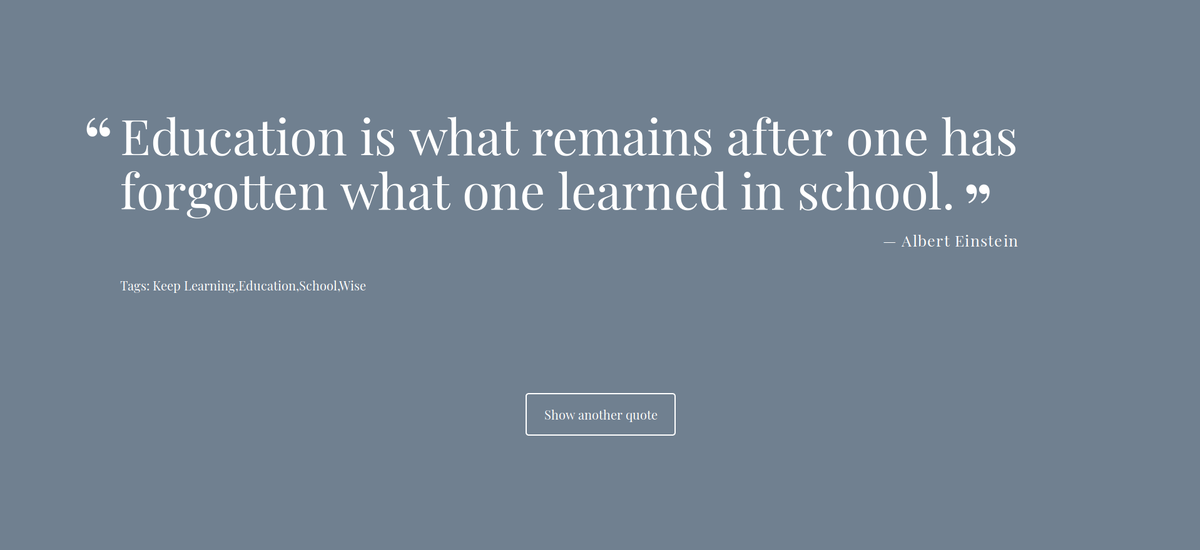 “ Education is what remains after one has
forgotten what one learned in school. ”
— Albert Einstein
Tags: Keep Learning,Education,School,Wise
Show another quote